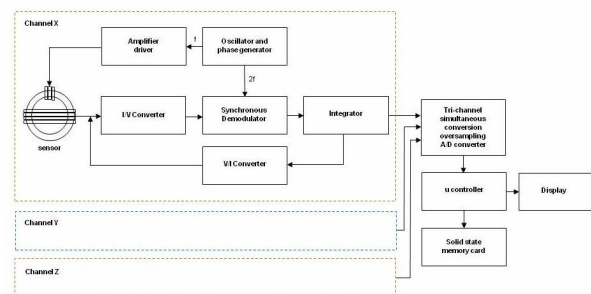 Channel X
Amplifier
driver
f
Oscillator and
phase generator
2f
sensor
I/V Converter
Synchronous
Demodulator
Integrator
V/I Converter
Tri-channel
simultaneous
conversion
oversampling
A/D converter
u controller
Display
Solid state
memory card
Channel Y
Channel Z